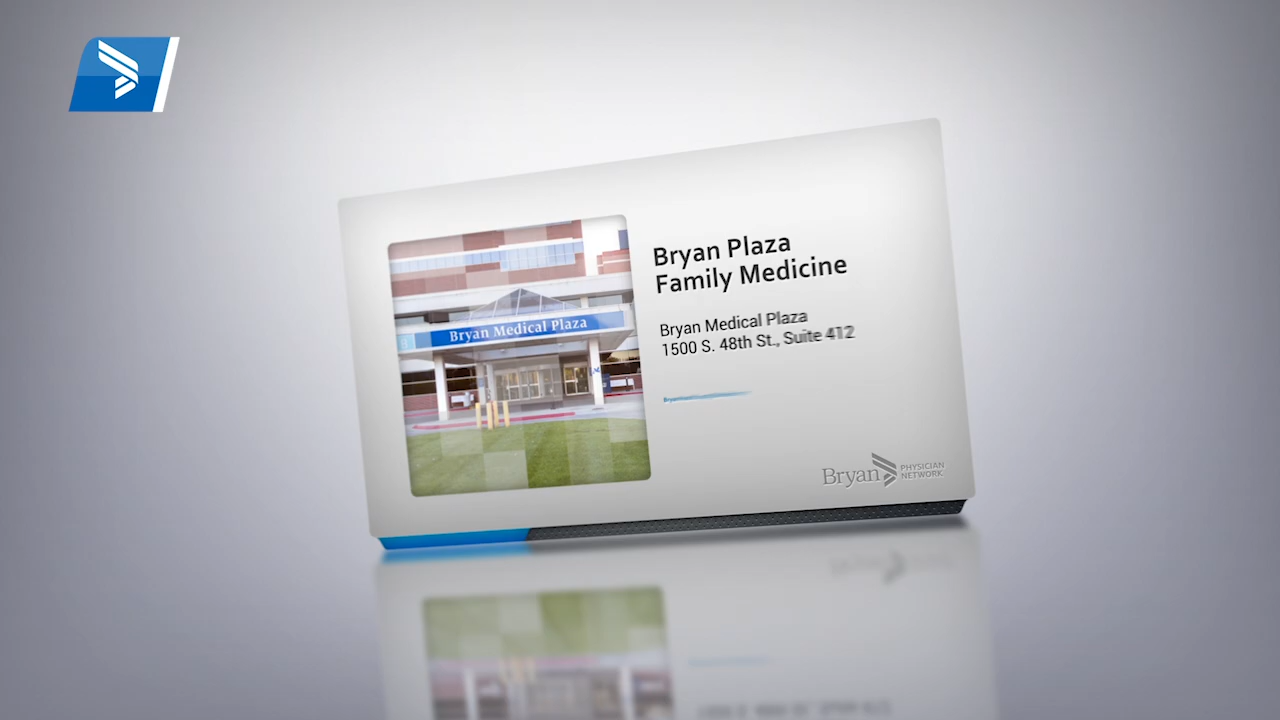 Bryan Plaza
Family Medicine
Bryan Medical Plaza
1500 S. 48th St., Suite 412
Bryan Medical Plaza
Bryan PHYSICIAN
NETWORK